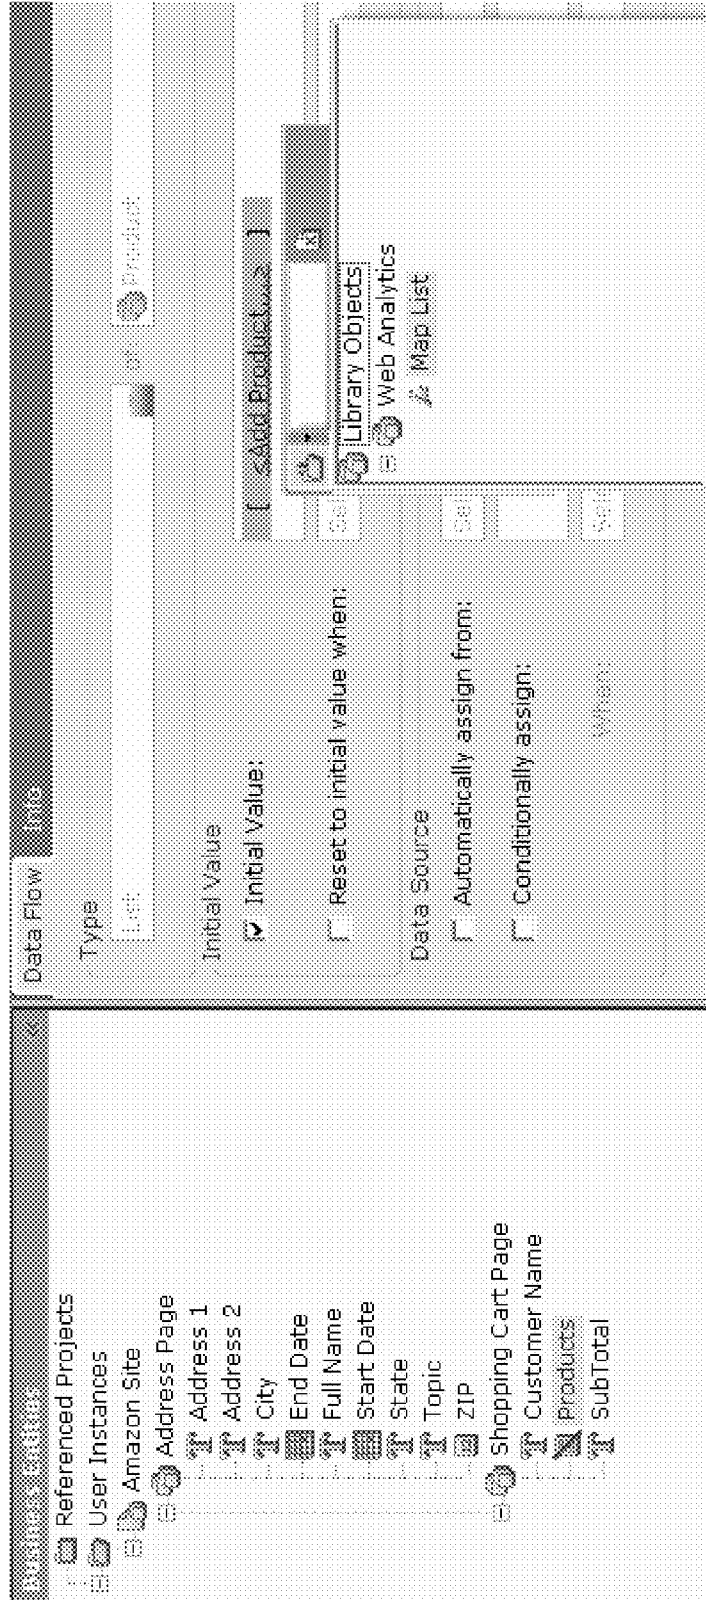 Business Entities <<
Referenced Projects
User Instances
Amazon Site
Address Page
Address 1
Address 2
City
End Date
Full Name
Start Date
State
Topic
ZIP
Shopping Cart Page
Customer Name
Products
SubTotal
Data Flow Info
Type
List of Product
Initial Value
Initial Value:
[ <Add Product...> ]
Reset to initial value when:
Data Source
Automatically assign from:
Conditionally assign:
When:
Library Objects
Web Analytics
fx Map List